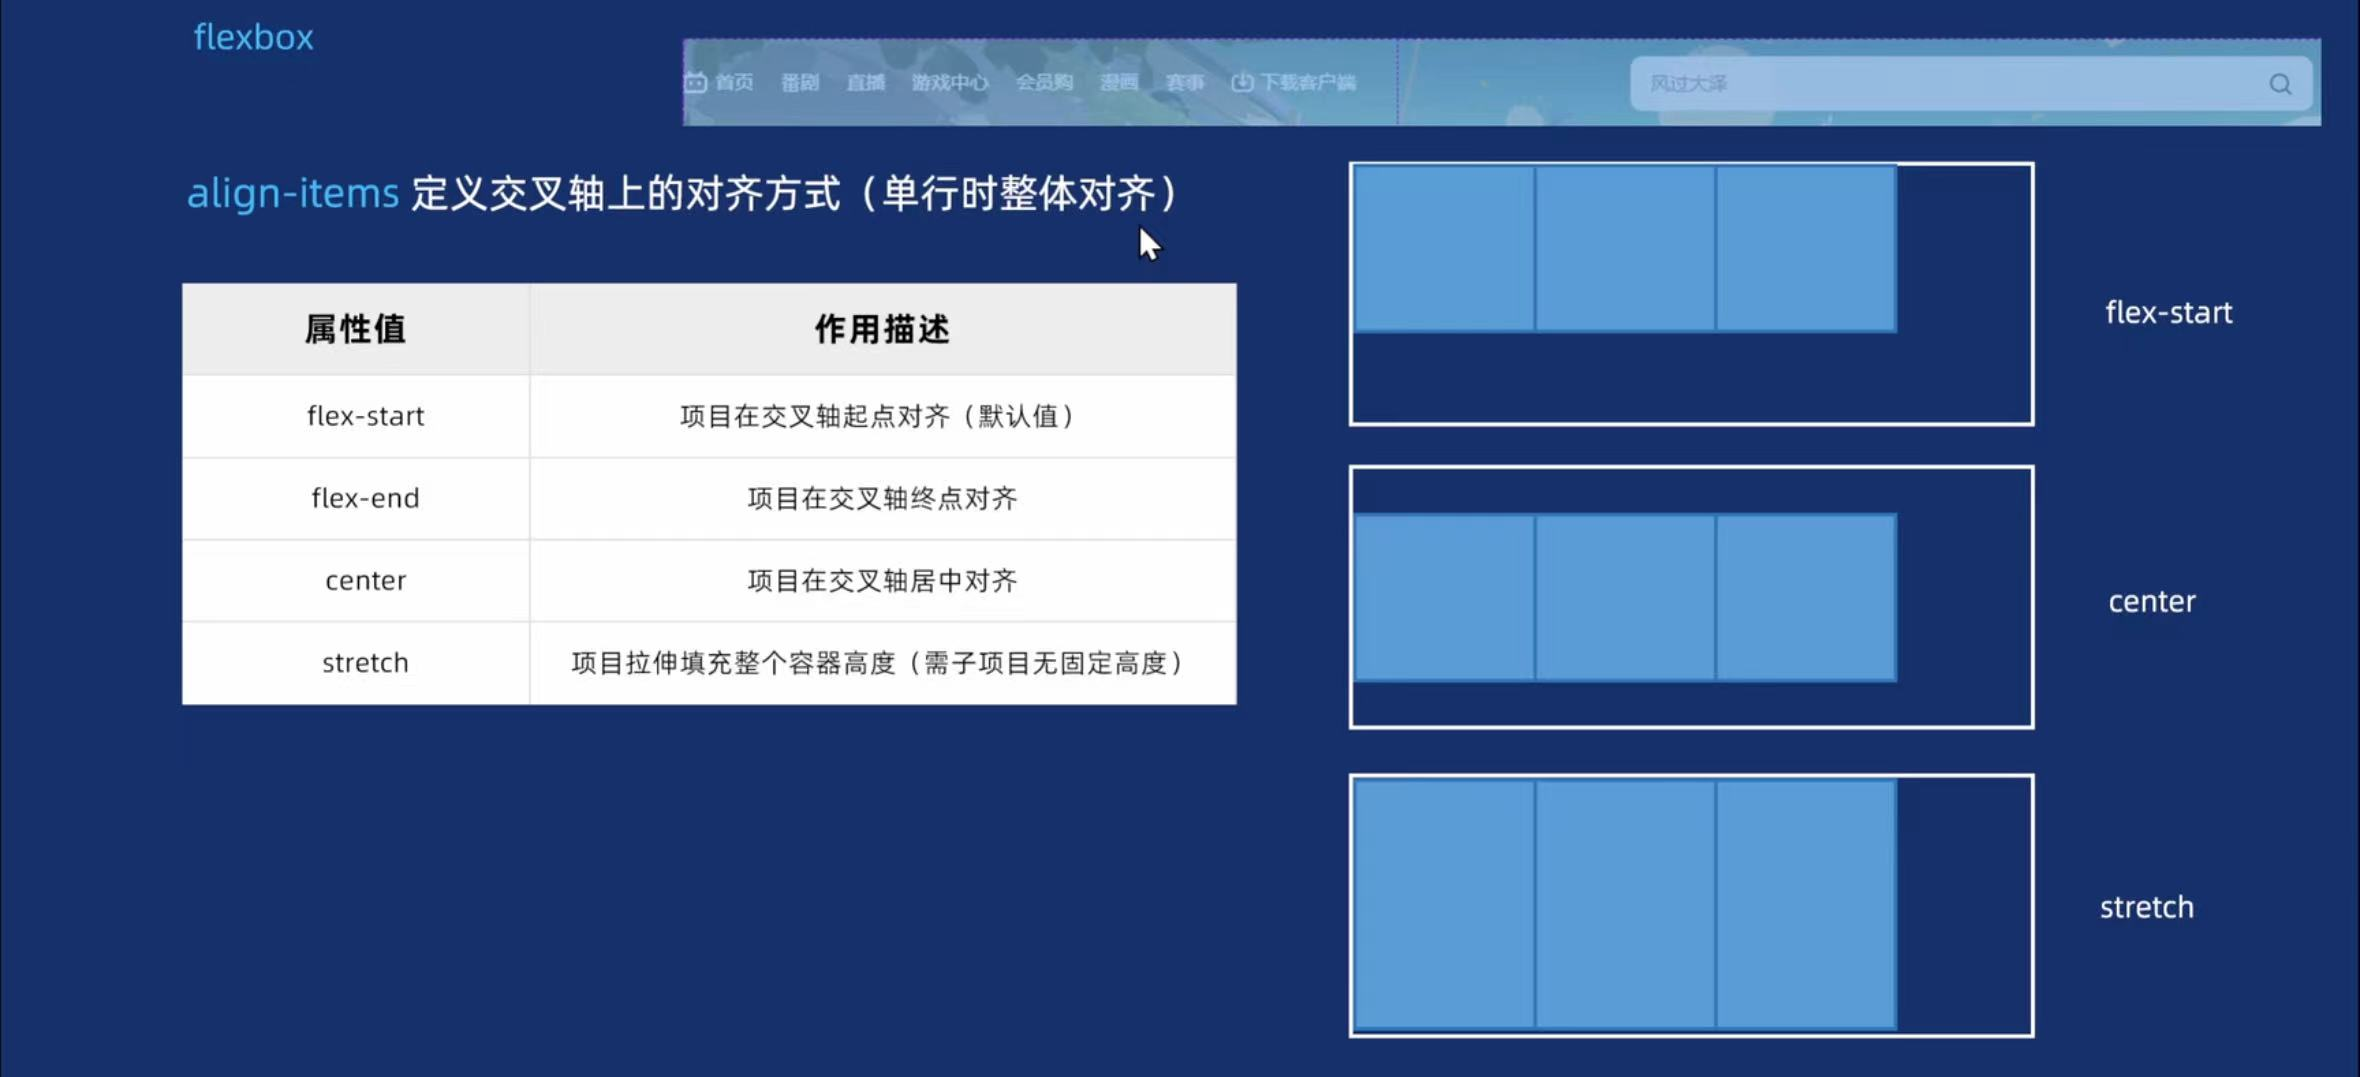 flexbox
首页 番剧 直播 游戏中心 会员购 漫画 赛事 下载客户端
风过大泽
align-items 定义交叉轴上的对齐方式（单行时整体对齐）
属性值 作用描述
flex-start 项目在交叉轴起点对齐（默认值）
flex-end 项目在交叉轴终点对齐
center 项目在交叉轴居中对齐
stretch 项目拉伸填充整个容器高度（需子项目无固定高度）
flex-start
center
stretch